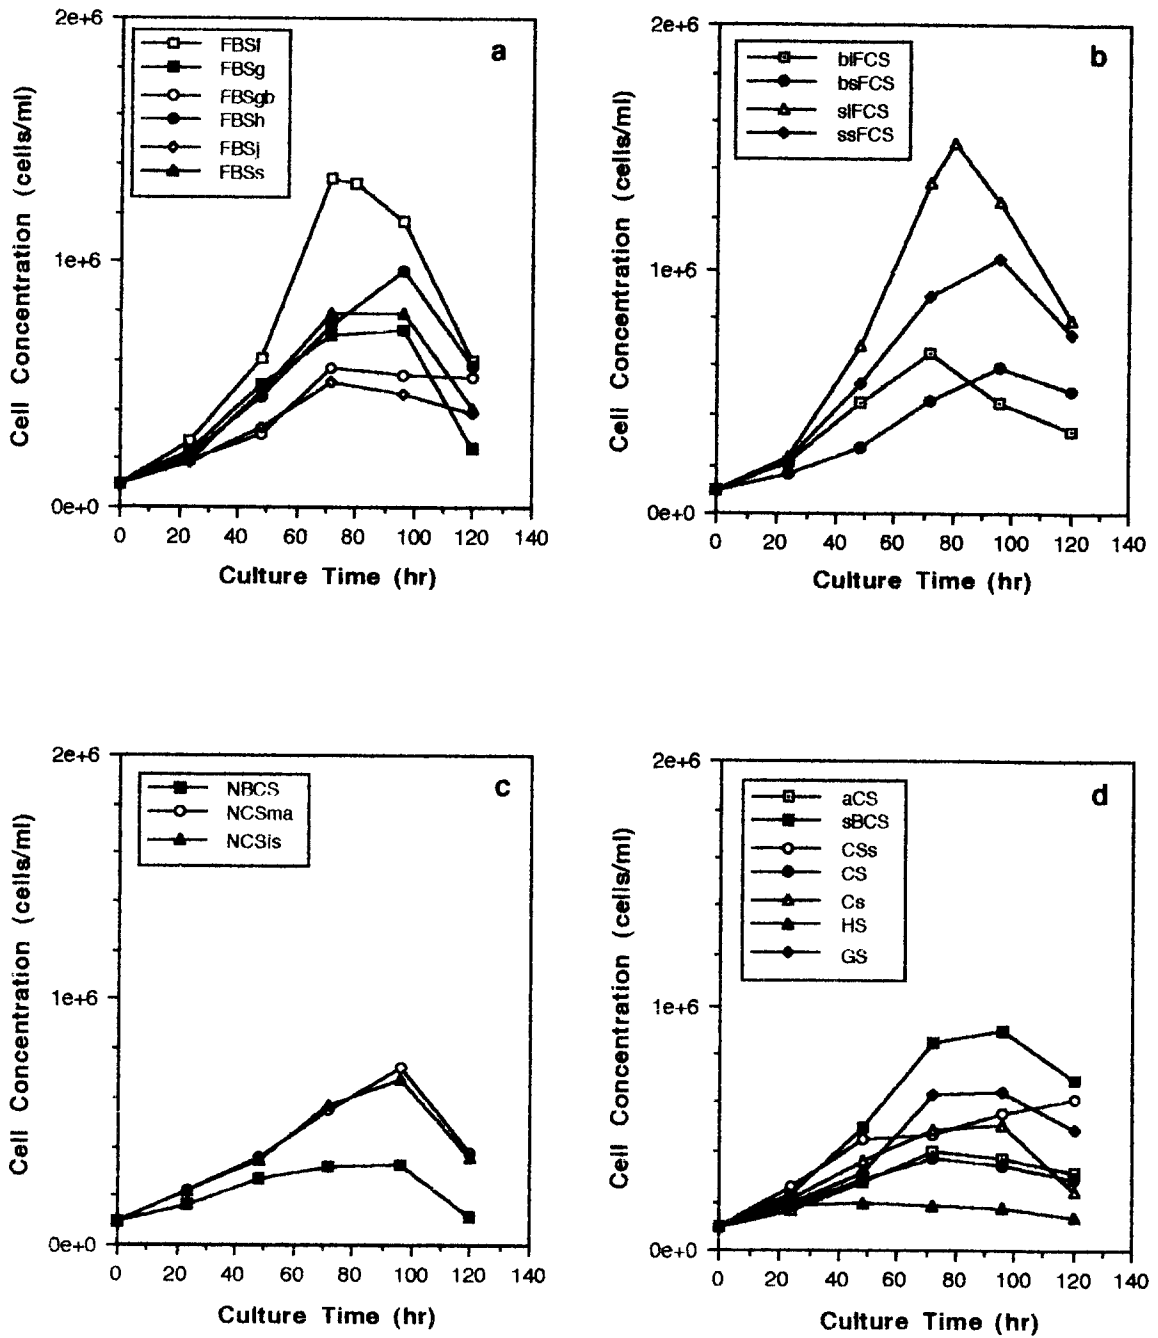 a
2e+6
1e+6
0e+0
Cell Concentration (cells/ml)
FBSf
FBSg
FBSgb
FBSh
FBSj
FBSs
0 20 40 60 80 100 120 140
Culture Time (hr)
b
2e+6
1e+6
0e+0
Cell Concentration (cells/ml)
biFCS
bsFCS
siFCS
ssFCS
0 20 40 60 80 100 120 140
Culture Time (hr)
c
2e+6
1e+6
0e+0
Cell Concentration (cells/ml)
NBCS
NCSma
NCSis
0 20 40 60 80 100 120 140
Culture Time (hr)
d
2e+6
1e+6
0e+0
Cell Concentration (cells/ml)
aCS
sBCS
CSs
CS
Cs
HS
GS
0 20 40 60 80 100 120 140
Culture Time (hr)